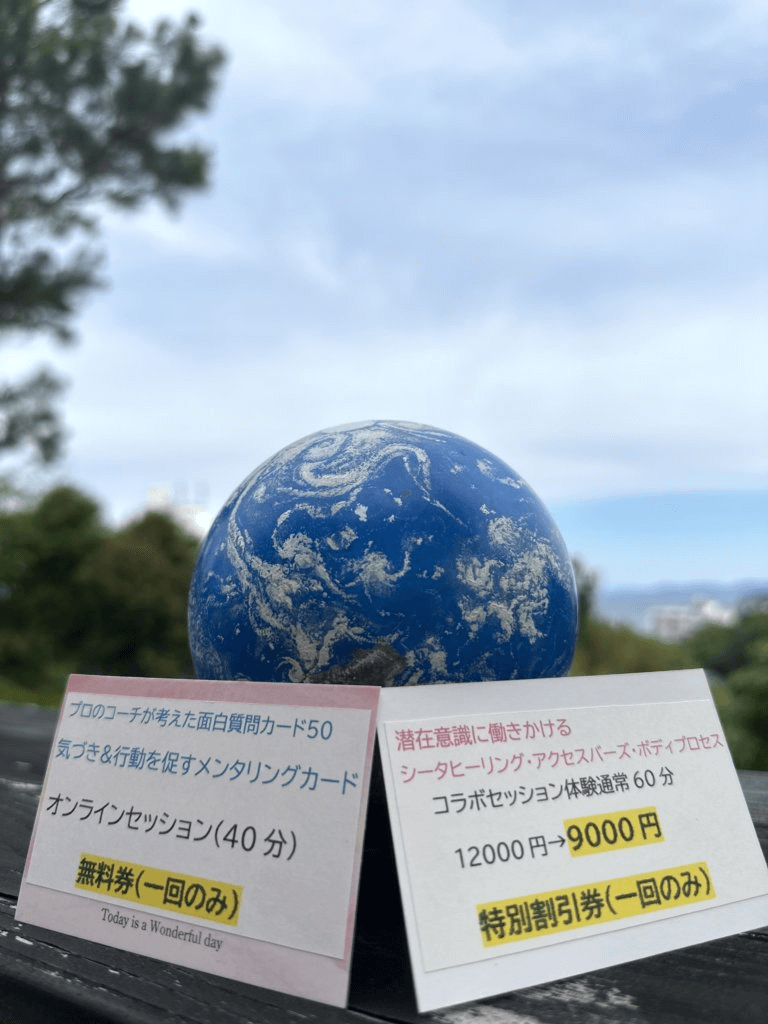 プロのコーチが考えた面白質問カード50
気づき&行動を促すメンタリングカード
オンラインセッション(40分)
無料券(一回のみ)
Today is a Wonderful day
潜在意識に働きかける
シータヒーリング・アクセスバーズ・ボディプロセス
コラボセッション体験通常60分
12000円→9000円
特別割引券(一回のみ)